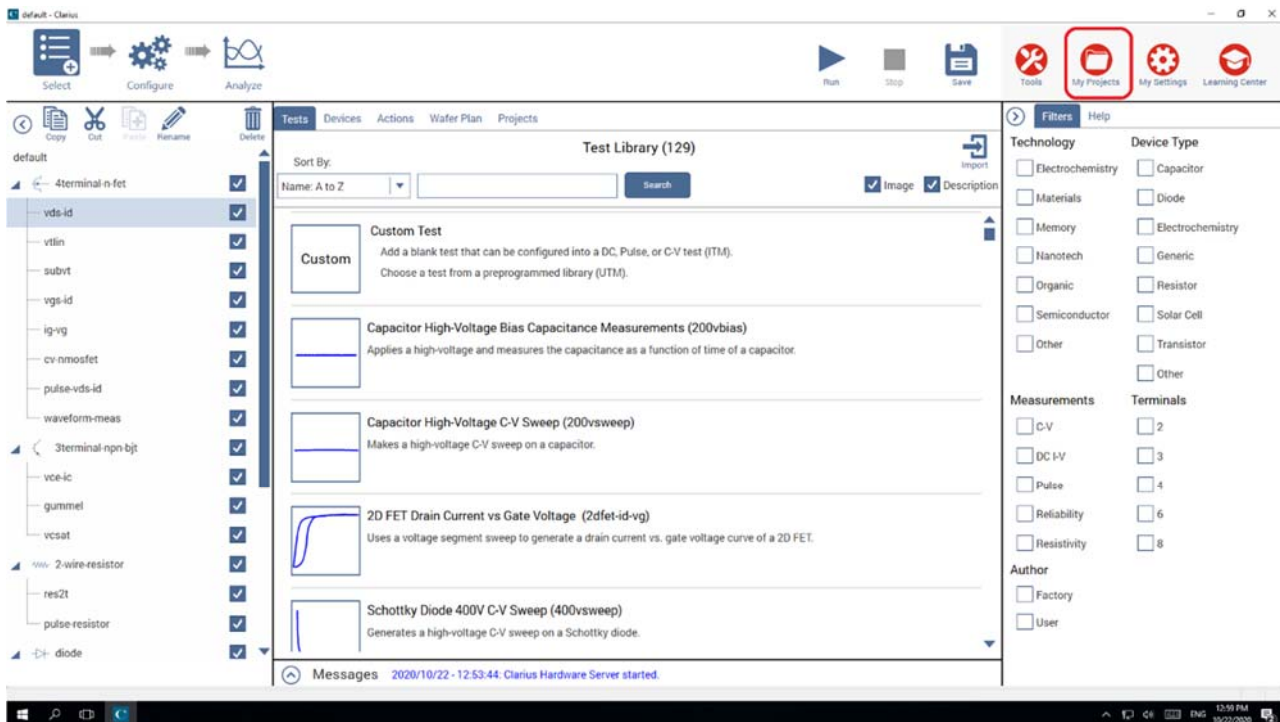 default - Clarius
Select
Configure
Analyze
Run
Stop
Save
Tools
My Projects
My Settings
Learning Center
Copy
Cut
Paste
Rename
Delete
default
4terminal-n-fet
vds-id
vtlin
subvt
vgs-id
ig-vg
cv-nmosfet
pulse-vds-id
waveform-meas
3terminal-npn-bjt
vce-ic
gummel
vcsat
2-wire-resistor
res2t
pulse-resistor
diode
Tests Devices Actions Wafer Plan Projects
Test Library (129)
Import
Sort By:
Name: A to Z
Search
Image
Description
Custom
Custom Test
Add a blank test that can be configured into a DC, Pulse, or C-V test (ITM).
Choose a test from a preprogrammed library (UTM).
Capacitor High-Voltage Bias Capacitance Measurements (200vbias)
Applies a high-voltage and measures the capacitance as a function of time of a capacitor.
Capacitor High-Voltage C-V Sweep (200vsweep)
Makes a high-voltage C-V sweep on a capacitor.
2D FET Drain Current vs Gate Voltage (2dfet-id-vg)
Uses a voltage segment sweep to generate a drain current vs. gate voltage curve of a 2D FET.
Schottky Diode 400V C-V Sweep (400vsweep)
Generates a high-voltage C-V sweep on a Schottky diode.
Messages 2020/10/22 - 12:53:44: Clarius Hardware Server started.
Filters Help
Technology
Electrochemistry
Materials
Memory
Nanotech
Organic
Semiconductor
Other
Device Type
Capacitor
Diode
Electrochemistry
Generic
Resistor
Solar Cell
Transistor
Other
Measurements
C-V
DC I-V
Pulse
Reliability
Resistivity
Terminals
2
3
4
6
8
Author
Factory
User
ENG
12:59 PM
10/22/2020